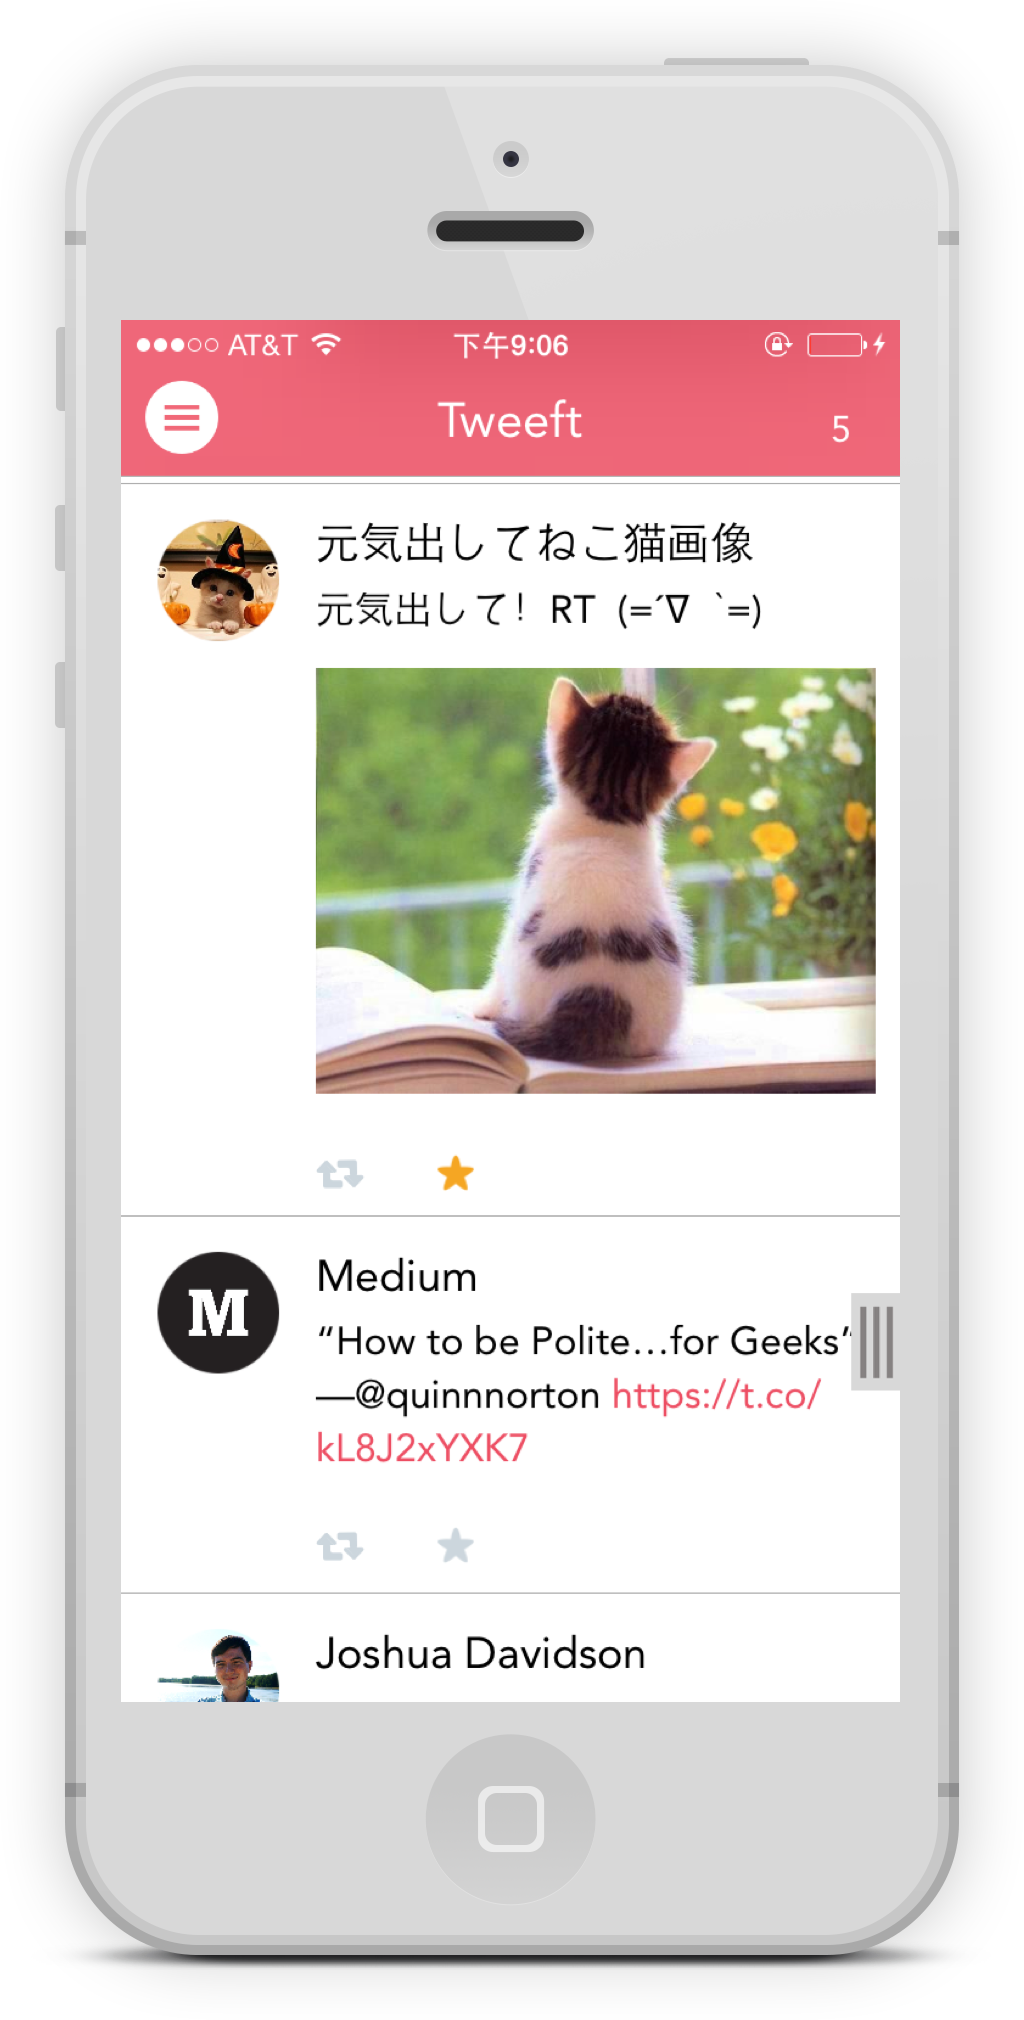 AT&T 下午9:06
Tweeft 5
元気出してねこ猫画像
元気出して！ RT (=´∇｀=)
M
Medium
“How to be Polite…for Geeks”
—@quinnnorton https://t.co/
kL8J2xYXK7
Joshua Davidson